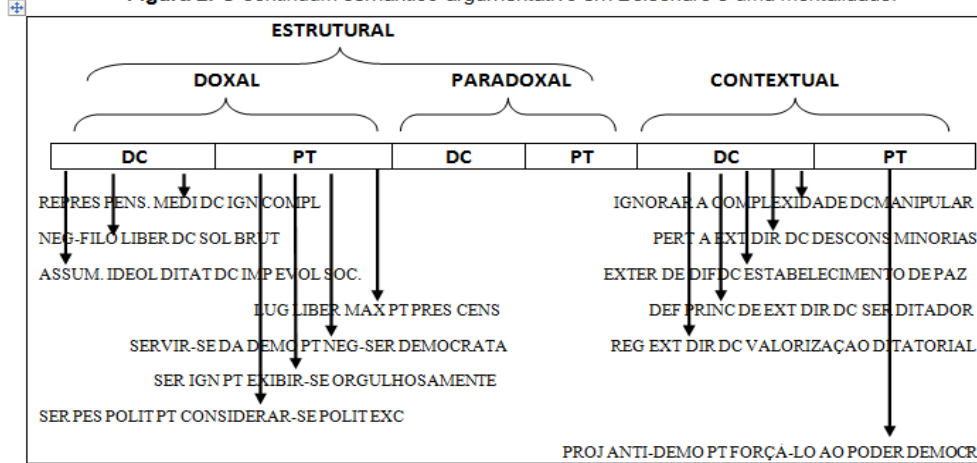 Figura 2. O continuum semântico-argumentativo em Bolsonaro e uma mentalidade.
ESTRUTURAL
DOXAL PARADOXAL CONTEXTUAL
DC PT DC PT DC PT
REPRES PENS. MEDI DC IGN COMPL IGNORAR A COMPLEXIDADE DC MANIPULAR
NEG-FILO LIBER DC SOL BRUT PERT A EXT DIR DC DESCONS MINORIAS
ASSUM. IDEOL DITAT DC IMP EVOL SOC. EXTER DE DIF DC ESTABELECIMENTO DE PAZ
LUG LIBER MAX PT PRES CENS DEF PRINC DE EXT DIR DC SER DITADOR
SERVIR-SE DA DEMO PT NEG-SER DEMOCRATA REG EXT DIR DC VALORIZAÇAO DITATORIAL
SER IGN PT EXIBIR-SE ORGULHOSAMENTE
SER PES POLIT PT CONSIDERAR-SE POLIT EXC
PROJ ANTI-DEMO PT FORÇÁ-LO AO PODER DEMOCR